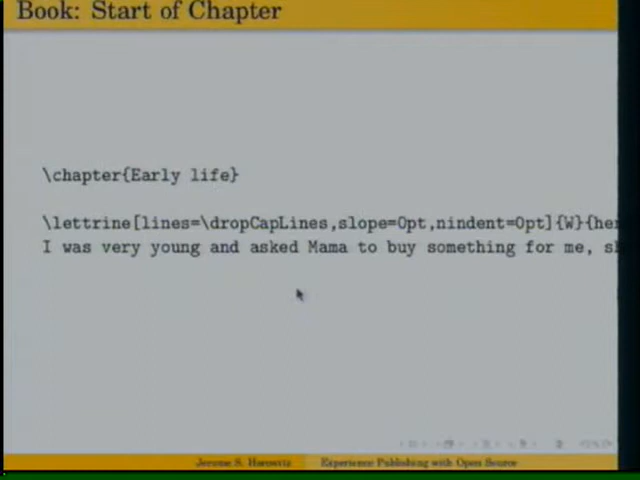 Book: Start of Chapter
\chapter{Early life}
\lettrine[lines=\dropCapLines,slope=0pt,nindent=0pt]{W}{he
I was very young and asked Mama to buy something for me, s
Jerome S. Horowitz Experience Publishing with Open Source